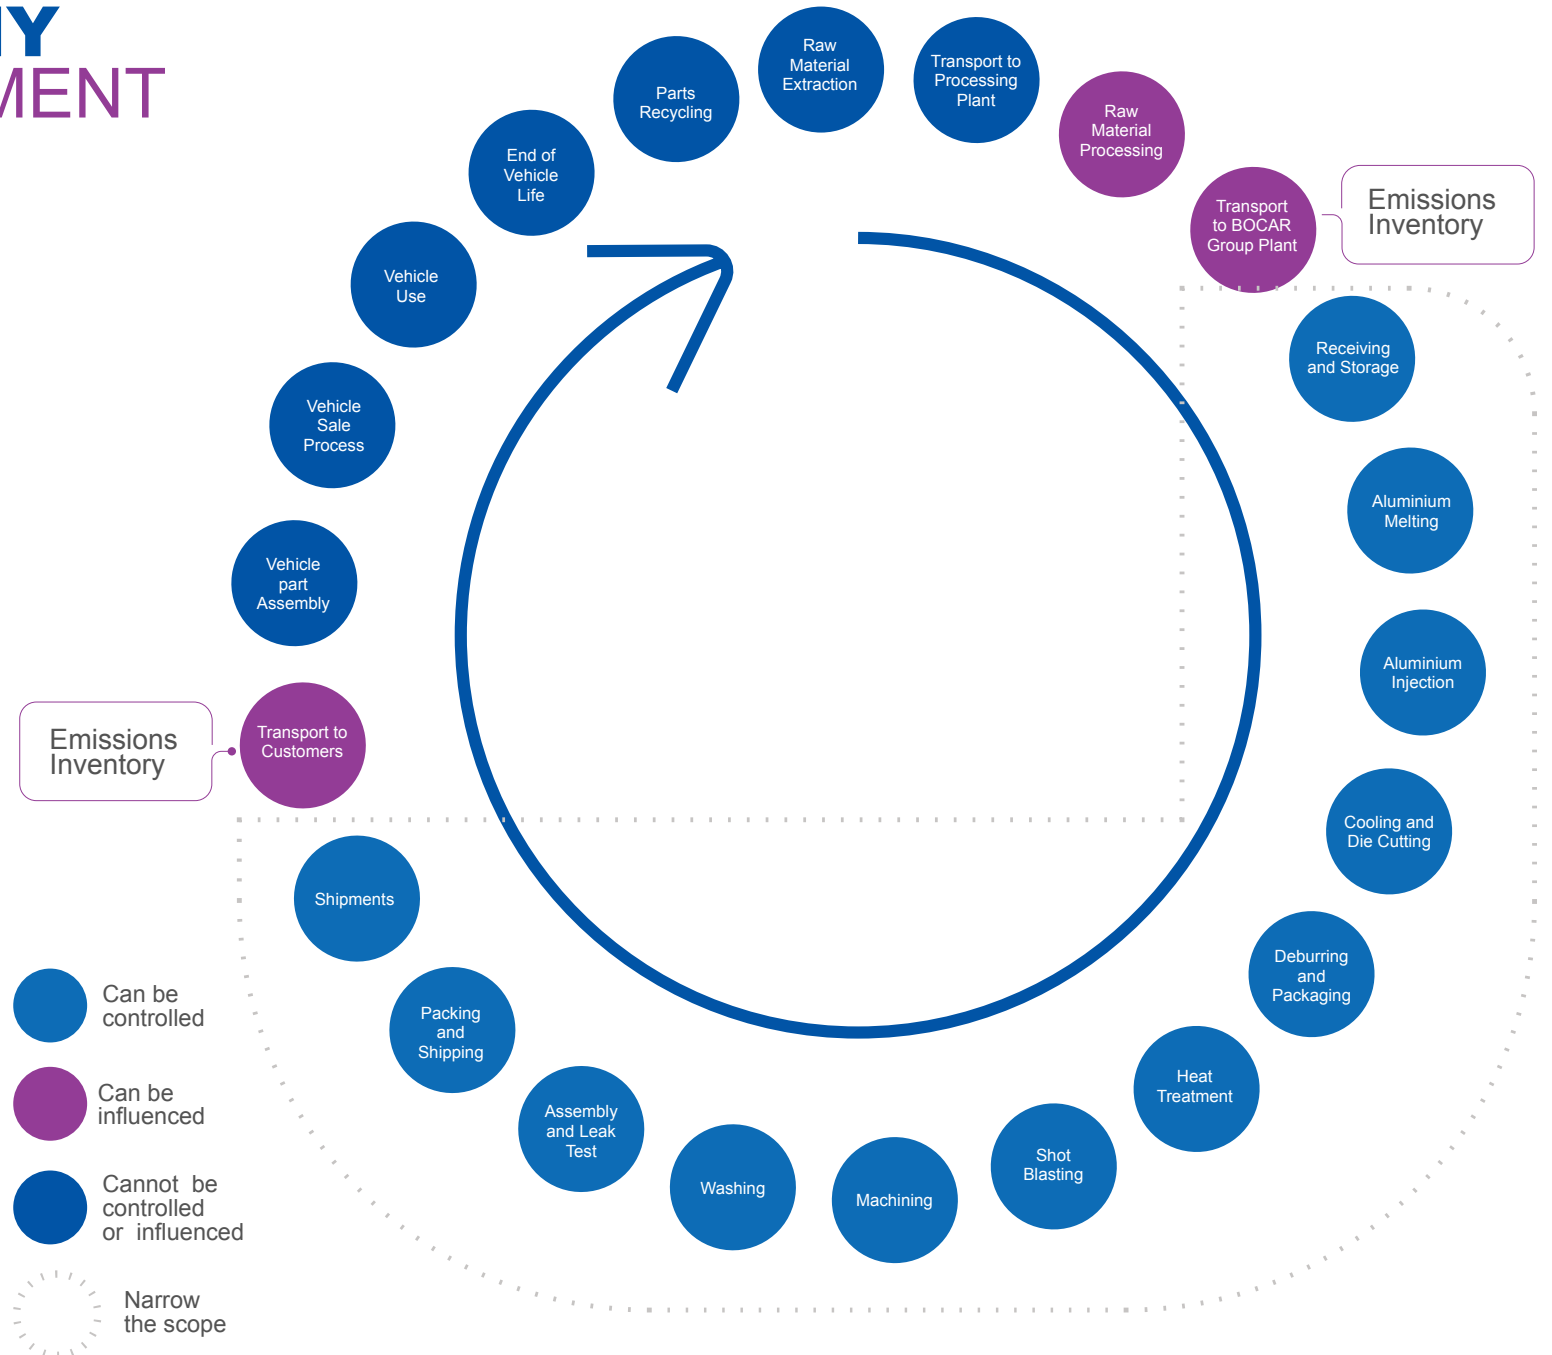 MENT
Raw
Material
Extraction
Transport to
Processing
Plant
Raw
Material
Processing
Transport
to BOCAR
Group Plant
Emissions
Inventory
Receiving
and Storage
Aluminium
Melting
Aluminium
Injection
Cooling and
Die Cutting
Deburring
and
Packaging
Heat
Treatment
Shot
Blasting
Machining
Washing
Assembly
and Leak
Test
Packing
and
Shipping
Shipments
Transport to
Customers
Emissions
Inventory
Vehicle
part
Assembly
Vehicle
Sale
Process
Vehicle
Use
End of
Vehicle
Life
Parts
Recycling
Can be
controlled
Can be
influenced
Cannot be
controlled
or influenced
Narrow
the scope